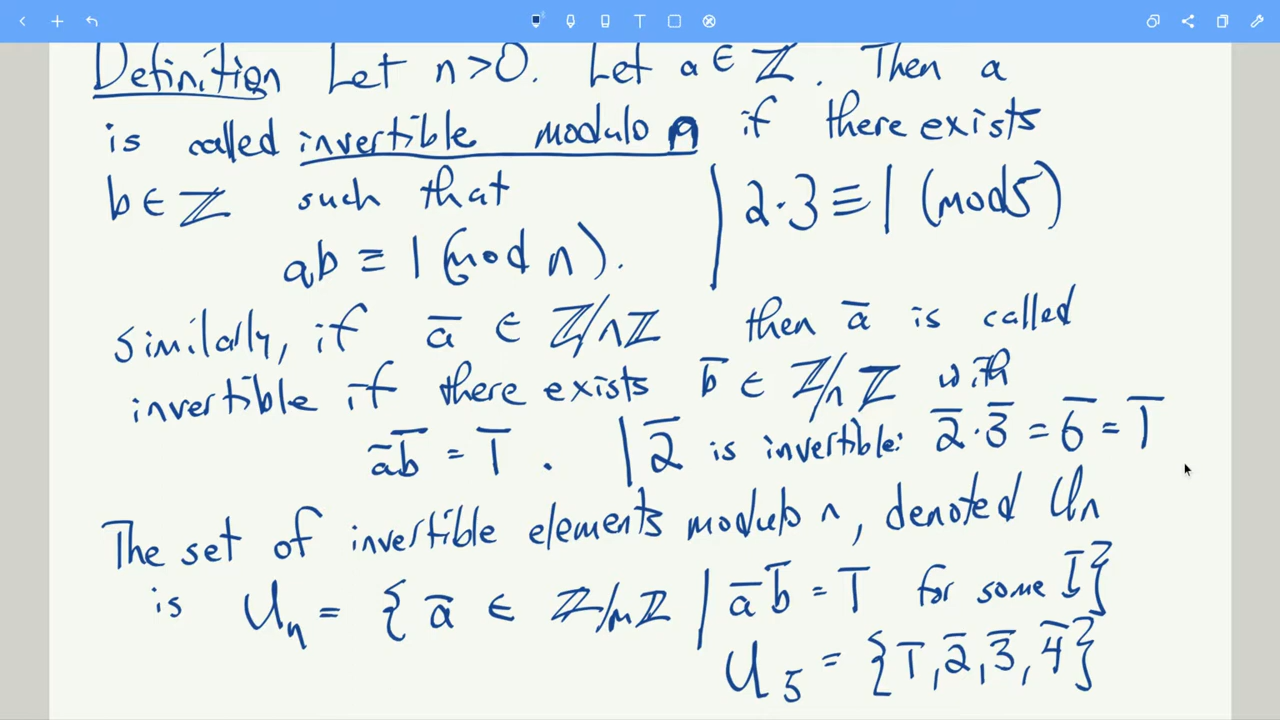 Definition Let n>0. Let a ∈ ℤ. Then a
is called invertible modulo n if there exists
b ∈ ℤ such that | 2·3 ≡ 1 (mod 5)
ab ≡ 1 (mod n).
similarly, if a̅ ∈ ℤ/nℤ then a̅ is called
invertible if there exists b̅ ∈ ℤ/nℤ with
a̅b̅ = 1̅. | 2̅ is invertible: 2̅·3̅ = 6̅ = 1̅
The set of invertible elements modulo n, denoted Uₙ
is Uₙ = {a̅ ∈ ℤ/nℤ | a̅b̅ = 1̅ for some b̅}
U₅ = {1̅, 2̅, 3̅, 4̅}